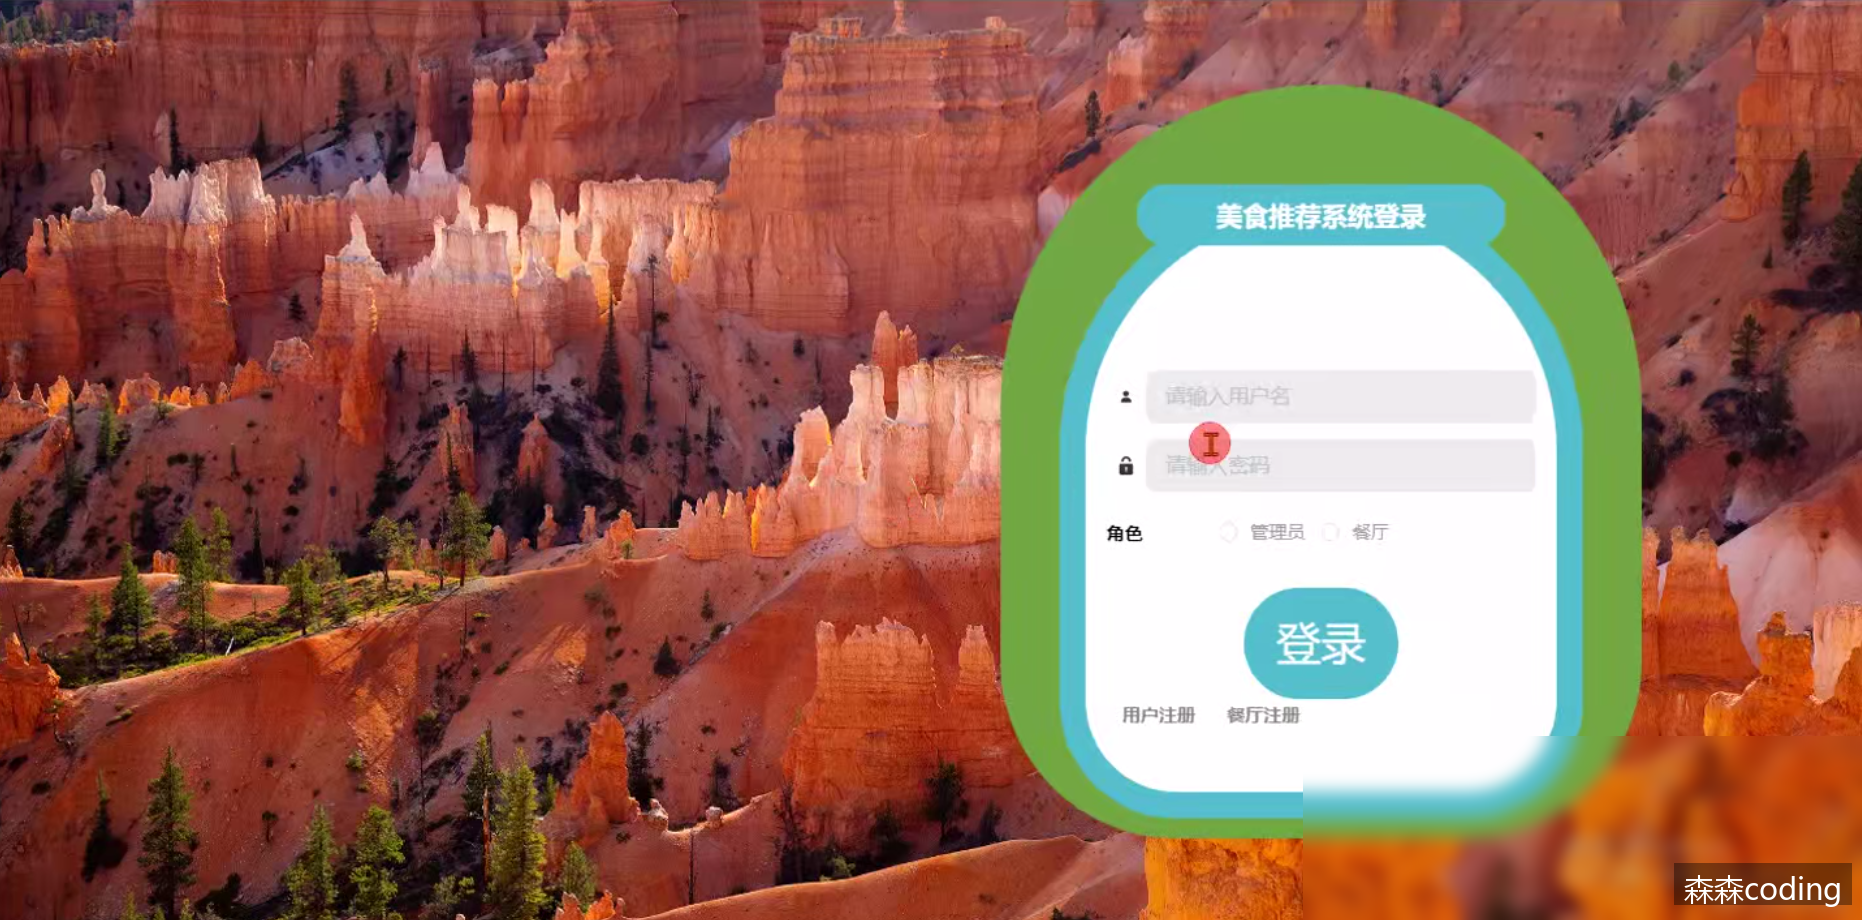 美食推荐系统登录
请输入用户名
请输入密码
角色 管理员 餐厅
登录
用户注册 餐厅注册
森森coding